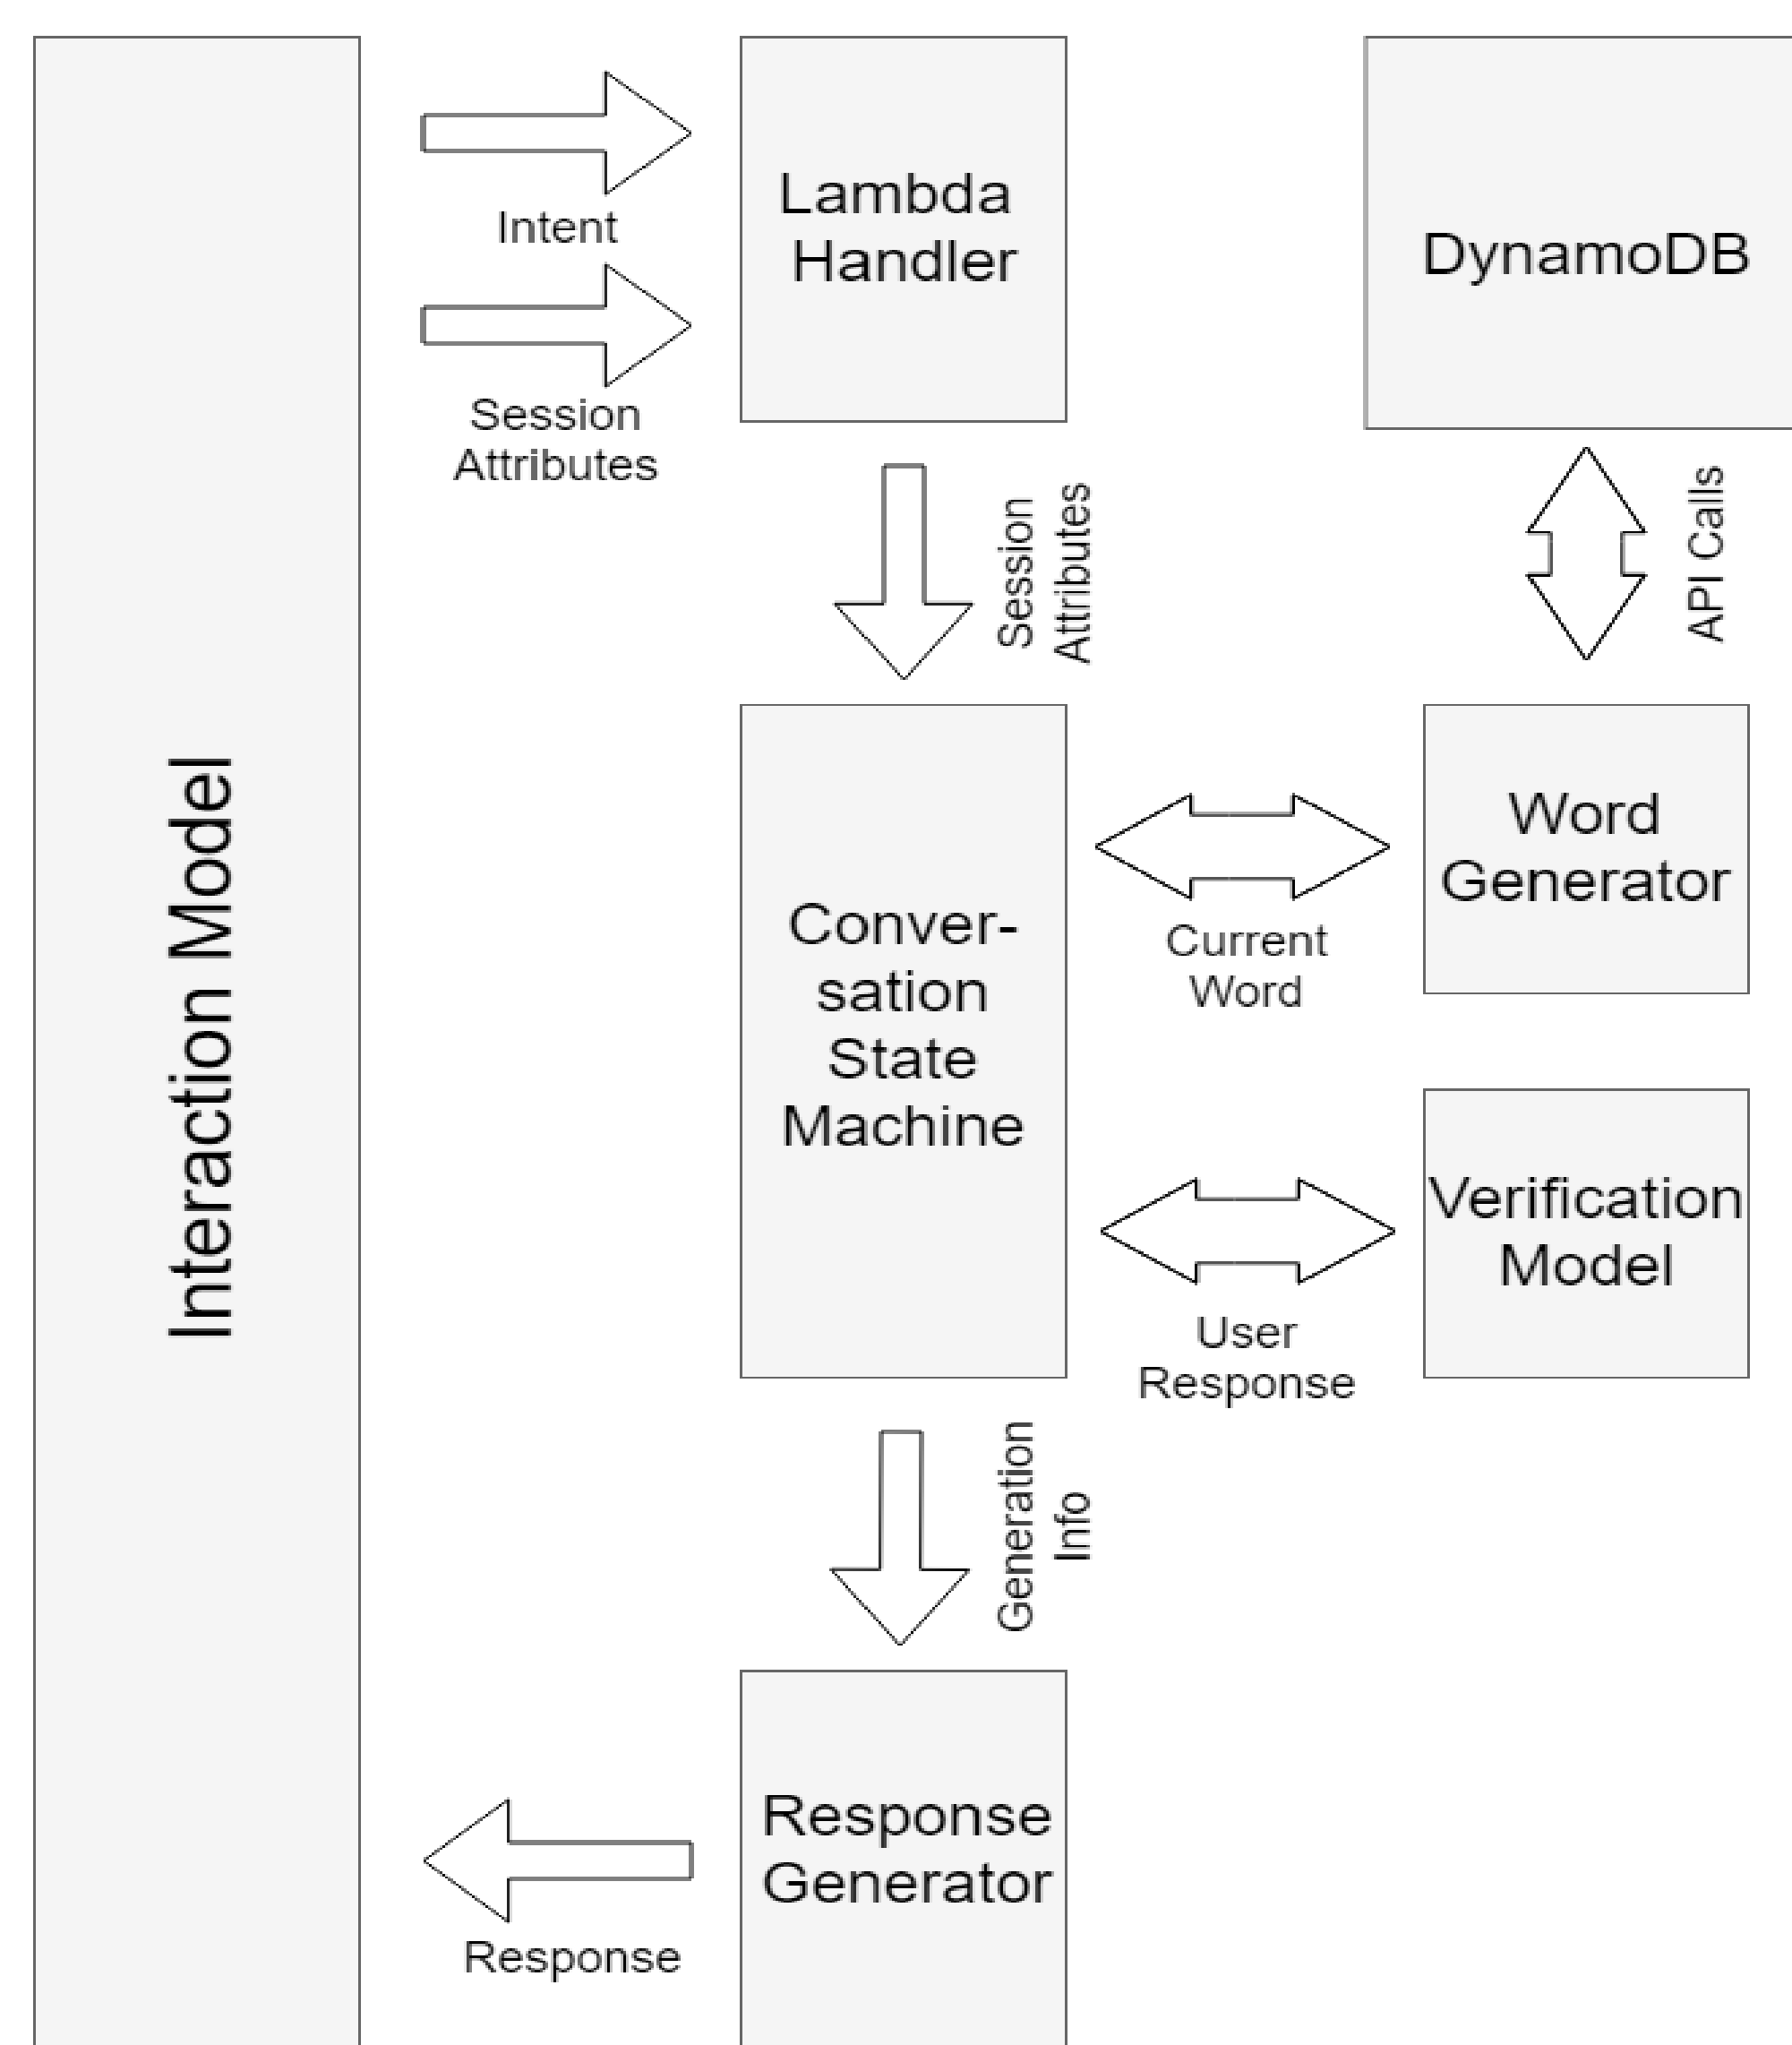 Interaction Model
Intent
Session
Attributes
Lambda
Handler
DynamoDB
Session
Attributes
API Calls
Conver-
sation
State
Machine
Current
Word
Word
Generator
User
Response
Verification
Model
Generation
Info
Response
Generator
Response